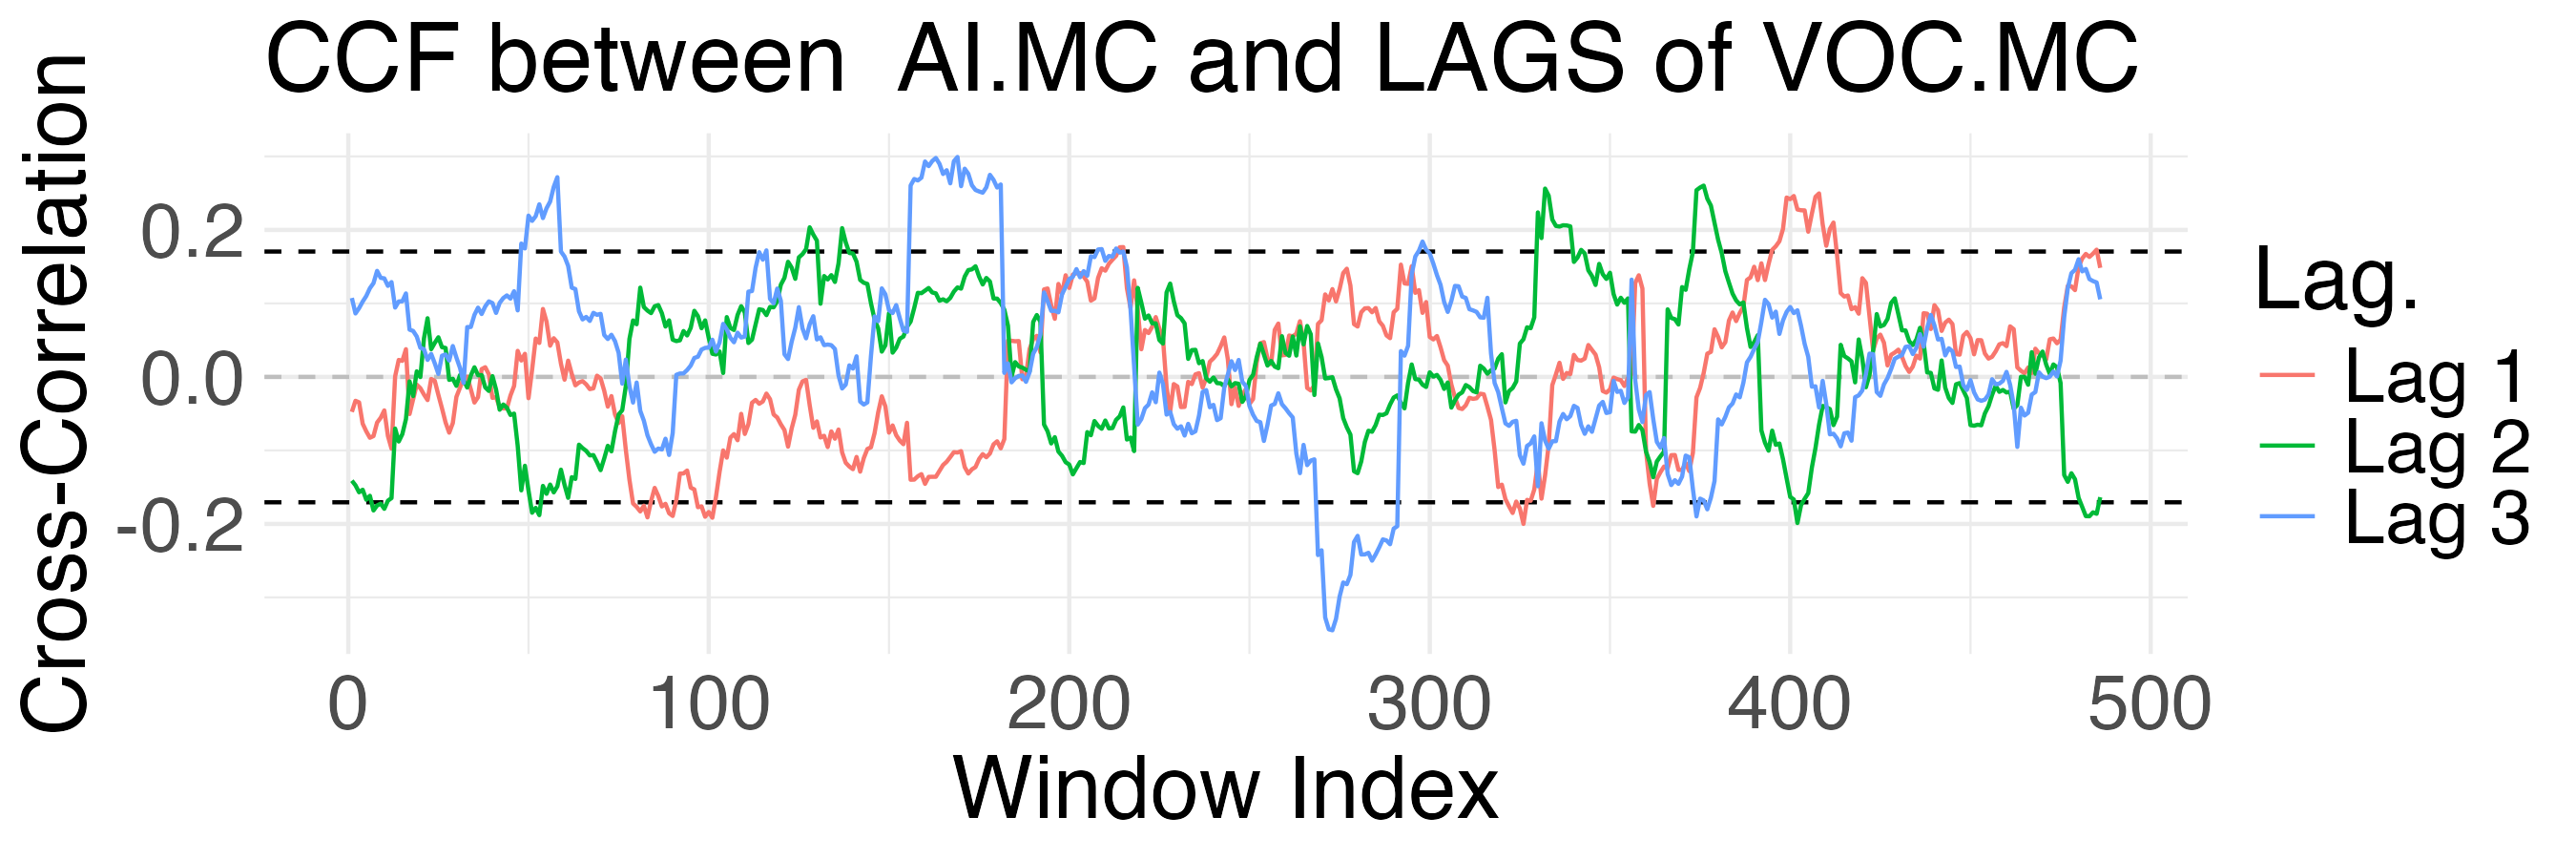 CCF between  AI.MC and LAGS of VOC.MC
Cross-Correlation
0.2
0.0
-0.2
0 100 200 300 400 500
Window Index
Lag.
Lag 1
Lag 2
Lag 3